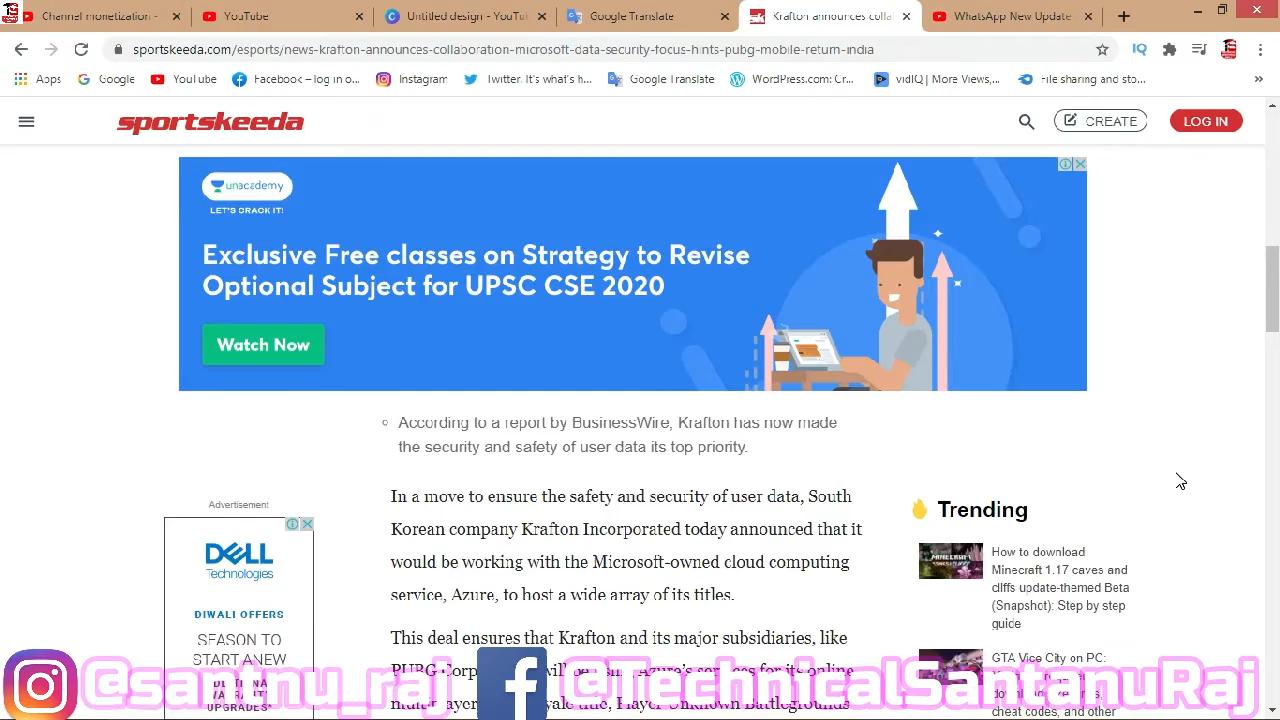 Channel monetization -
YouTube
Untitled design - YouT
Google Translate
Krafton announces colla
WhatsApp New Update
sportskeeda.com/esports/news-krafton-announces-collaboration-microsoft-data-security-focus-hints-pubg-mobile-return-india
IQ
Apps
Google
YouTube
Facebook – log in o...
Instagram
Twitter. It's what's h...
Google Translate
WordPress.com: Cr...
vidIQ | More Views,...
File sharing and sto...
»
sportskeeda
CREATE
LOG IN
unacademy
LET'S CRACK IT!
Exclusive Free classes on Strategy to Revise
Optional Subject for UPSC CSE 2020
Watch Now
According to a report by BusinessWire, Krafton has now made
the security and safety of user data its top priority.
In a move to ensure the safety and security of user data, South
Korean company Krafton Incorporated today announced that it
would be working with the Microsoft-owned cloud computing
service, Azure, to host a wide array of its titles.
This deal ensures that Krafton and its major subsidiaries, like
Advertisement
DELL
Technologies
DIWALI OFFERS
SEASON TO
START ANEW
UPGRADES*
Trending
How to download
Minecraft 1.17 caves and
cliffs update-themed Beta
(Snapshot): Step by step
guide
GTA Vice City on PC:
cheat codes, and other
@santnu_raj
@TechnicalSantanuRaj